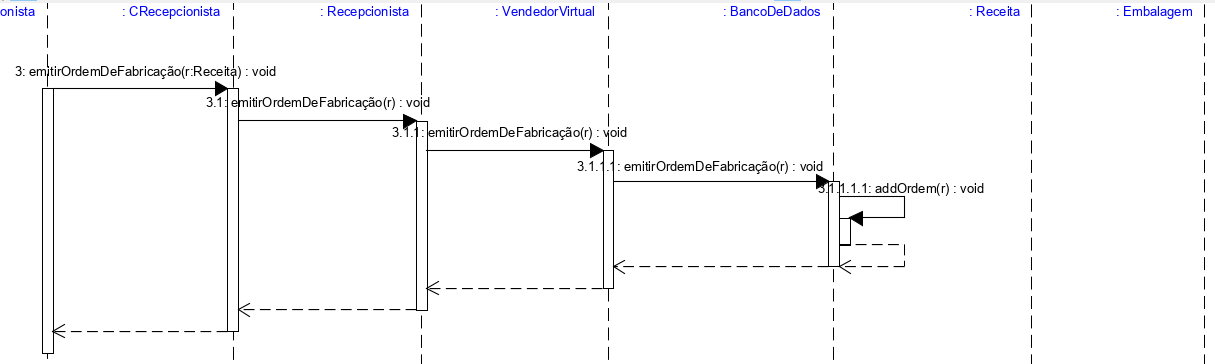 onista : CRecepcionista : Recepcionista : VendedorVirtual : BancoDeDados : Receita : Embalagem
3: emitirOrdemDeFabricação(r:Receita) : void
3.1: emitirOrdemDeFabricação(r) : void
3.1.1: emitirOrdemDeFabricação(r) : void
3.1.1.1: emitirOrdemDeFabricação(r) : void
3.1.1.1.1: addOrdem(r) : void